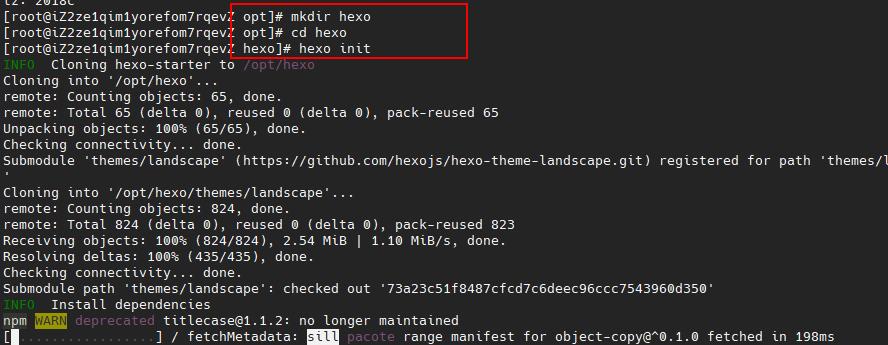 tz: 2018c
[root@iZ2ze1qim1yorefom7rqevZ opt]# mkdir hexo
[root@iZ2ze1qim1yorefom7rqevZ opt]# cd hexo
[root@iZ2ze1qim1yorefom7rqevZ hexo]# hexo init
INFO  Cloning hexo-starter to /opt/hexo
Cloning into '/opt/hexo'...
remote: Counting objects: 65, done.
remote: Total 65 (delta 0), reused 0 (delta 0), pack-reused 65
Unpacking objects: 100% (65/65), done.
Checking connectivity... done.
Submodule 'themes/landscape' (https://github.com/hexojs/hexo-theme-landscape.git) registered for path 'themes/l
'
Cloning into '/opt/hexo/themes/landscape'...
remote: Counting objects: 824, done.
remote: Total 824 (delta 0), reused 0 (delta 0), pack-reused 823
Receiving objects: 100% (824/824), 2.54 MiB | 1.10 MiB/s, done.
Resolving deltas: 100% (435/435), done.
Checking connectivity... done.
Submodule path 'themes/landscape': checked out '73a23c51f8487cfcd7c6deec96ccc7543960d350'
INFO  Install dependencies
npm WARN deprecated titlecase@1.1.2: no longer maintained
[ .................] / fetchMetadata: sill pacote range manifest for object-copy@^0.1.0 fetched in 198ms